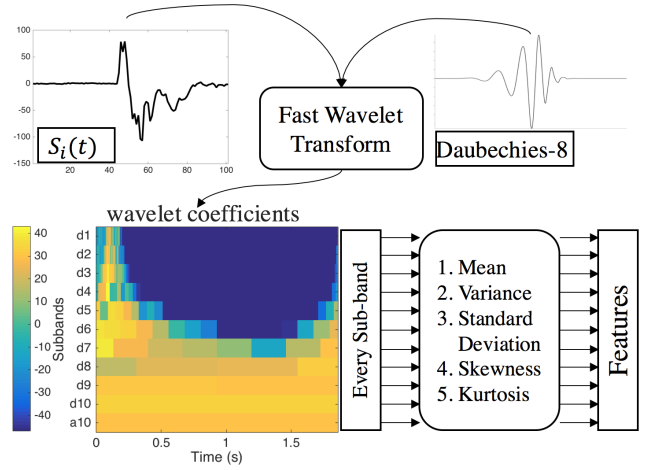 100
50
0
-50
-100
-150
0
20
40
60
80
100
S_i(t)
Fast Wavelet
Transform
Daubechies-8
wavelet coefficients
40
30
20
10
0
-10
-20
-30
-40
Subbands
d1
d2
d3
d4
d5
d6
d7
d8
d9
d10
a10
0
0.5
1
1.5
Time (s)
Every Sub-band
1. Mean
2. Variance
3. Standard
Deviation
4. Skewness
5. Kurtosis
Features